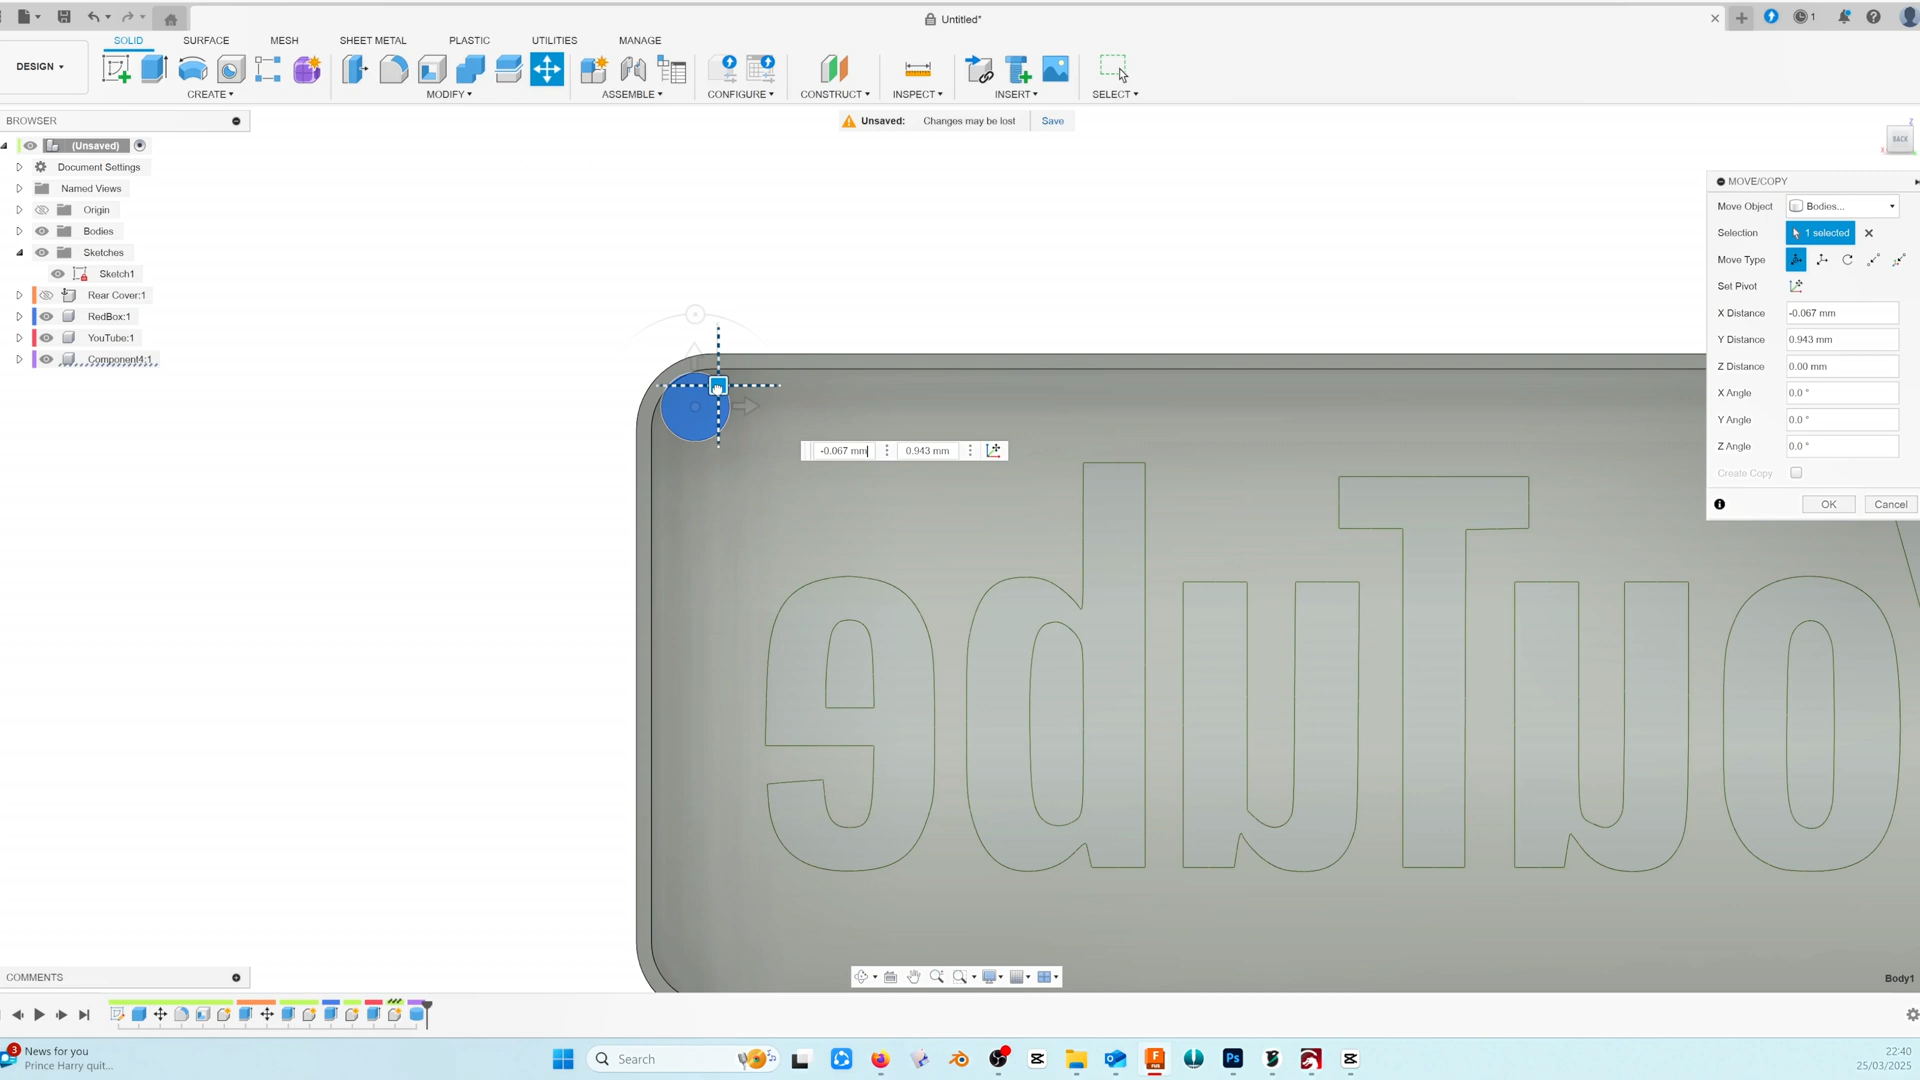 Untitled*
1
DESIGN
SOLID
SURFACE
MESH
SHEET METAL
PLASTIC
UTILITIES
MANAGE
CREATE
MODIFY
ASSEMBLE
CONFIGURE
CONSTRUCT
INSPECT
INSERT
SELECT
BROWSER
Unsaved: Changes may be lost Save
(Unsaved)
Document Settings
Named Views
Origin
Bodies
Sketches
Sketch1
Rear Cover:1
RedBox:1
YouTube:1
Component4:1
Z
BACK
X
MOVE/COPY
Move Object Bodies...
Selection 1 selected
Move Type
Set Pivot
X Distance -0.067 mm
Y Distance 0.943 mm
Z Distance 0.00 mm
X Angle 0.0 °
Y Angle 0.0 °
Z Angle 0.0 °
Create Copy
OK Cancel
-0.067 mm 0.943 mm
YouTube
COMMENTS
Body1
3
News for you
Prince Harry quit...
Search
F
Ps
22:40
25/03/2025